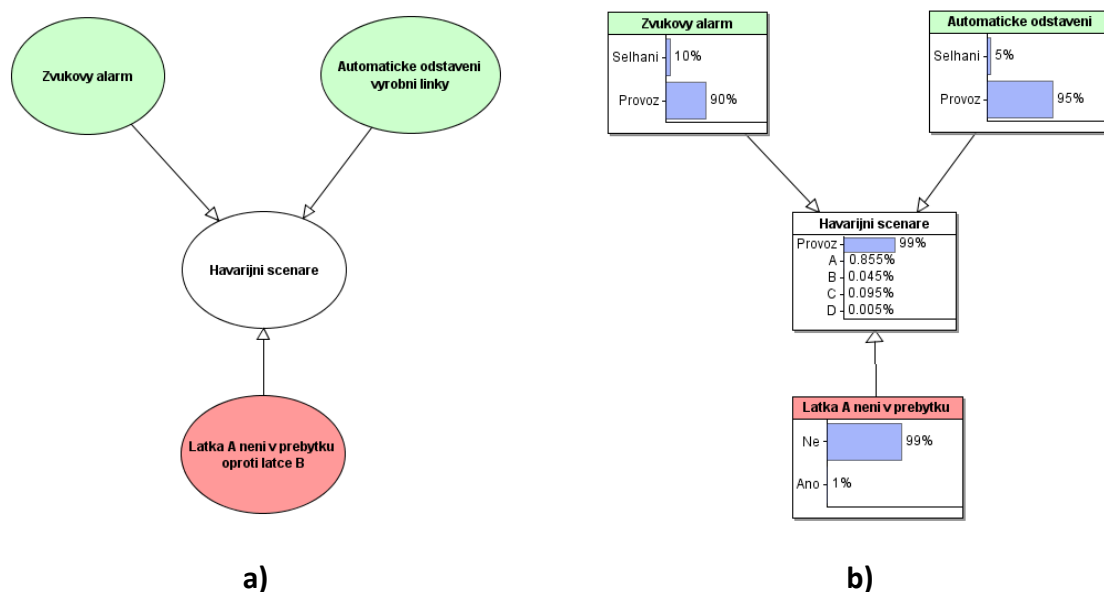 Zvukovy alarm
Automaticke odstaveni
vyrobni linky
Havarijni scenare
Latka A neni v prebytku
oproti latce B
a)
Zvukovy alarm
Selhani
10%
Provoz
90%
Automaticke odstaveni
Selhani
5%
Provoz
95%
Havarijni scenare
Provoz
99%
A
0.855%
B
0.045%
C
0.095%
D
0.005%
Latka A neni v prebytku
Ne
99%
Ano
1%
b)